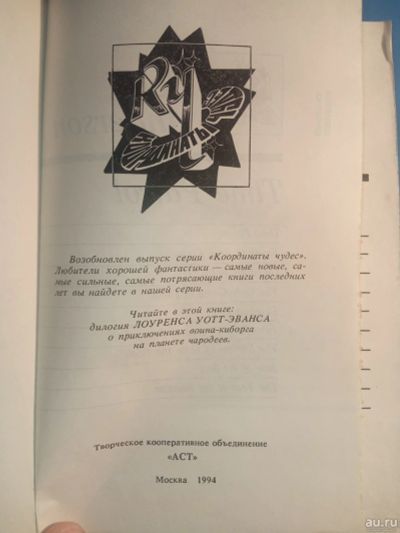 КООРДИНАТЫ
Возобновлен выпуск серии «Координаты чудес».
Любители хорошей фантастики — самые новые, са-
мые сильные, самые потрясающие книги последних
лет вы найдете в нашей серии.
Читайте в этой книге:
дилогия ЛОУРЕНСА УОТТ-ЭВАНСА
о приключениях воина-киборга
на планете чародеев.
Творческое кооперативное объединение
«АСТ»
Москва 1994
au.ru